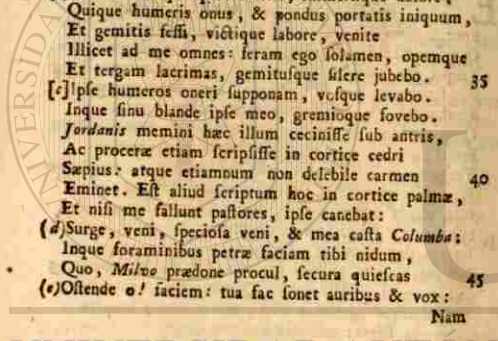 Quique humeris onus, & pondus portatis iniquum,
Et gemitis feſſi, victique labore, venite
Illicet ad me omnes: feram ego ſolamen, opemque
Et tergam lacrimas, gemituſque ſilere jubebo. 35
[c]Ipſe humeros oneri ſupponam, voſque levabo.
Inque ſinu blande ipſe meo, gremioque fovebo.
Jordanis memini hæc illum ceciniſſe ſub antris,
Ac proceræ etiam ſcripſiſſe in cortice cedri
Sæpius: atque etiamnum non delebile carmen 40
Eminet. Eſt aliud ſcriptum hoc in cortice palmæ,
Et niſi me fallunt paſtores, ipſe canebat:
(d)Surge, veni, ſpecioſa veni, & mea caſta Columba;
Inque foraminibus petræ faciam tibi nidum,
Quo, Milvo prædone procul, ſecura quieſcas 45
(e)Oſtende o! faciem: tua fac ſonet auribus & vox:
Nam